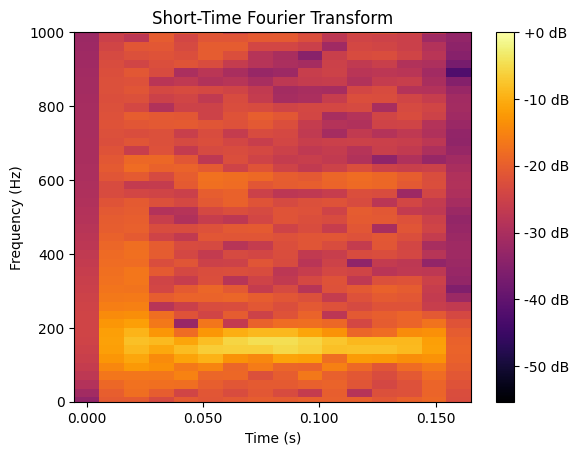 Short-Time Fourier Transform
1000
800
600
400
200
0
Frequency (Hz)
0.000
0.050
0.100
0.150
Time (s)
+0 dB
-10 dB
-20 dB
-30 dB
-40 dB
-50 dB